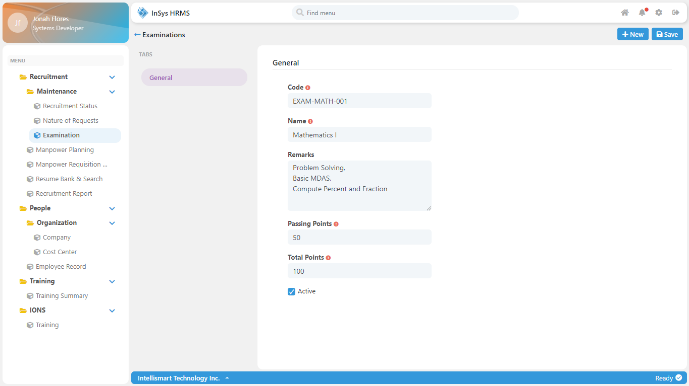 JF
Jonah Flores
Systems Developer
InSys HRMS
Find menu
Examinations
New
Save
MENU
Recruitment
Maintenance
Recruitment Status
Nature of Requests
Examination
Manpower Planning
Manpower Requisition ...
Resume Bank & Search
Recruitment Report
People
Organization
Company
Cost Center
Employee Record
Training
Training Summary
IONS
Training
TABS
General
General
Code
EXAM-MATH-001
Name
Mathematics I
Remarks
Problem Solving.
Basic MDAS.
Compute Percent and Fraction
Passing Points
50
Total Points
100
Active
Intellismart Technology Inc.
Ready